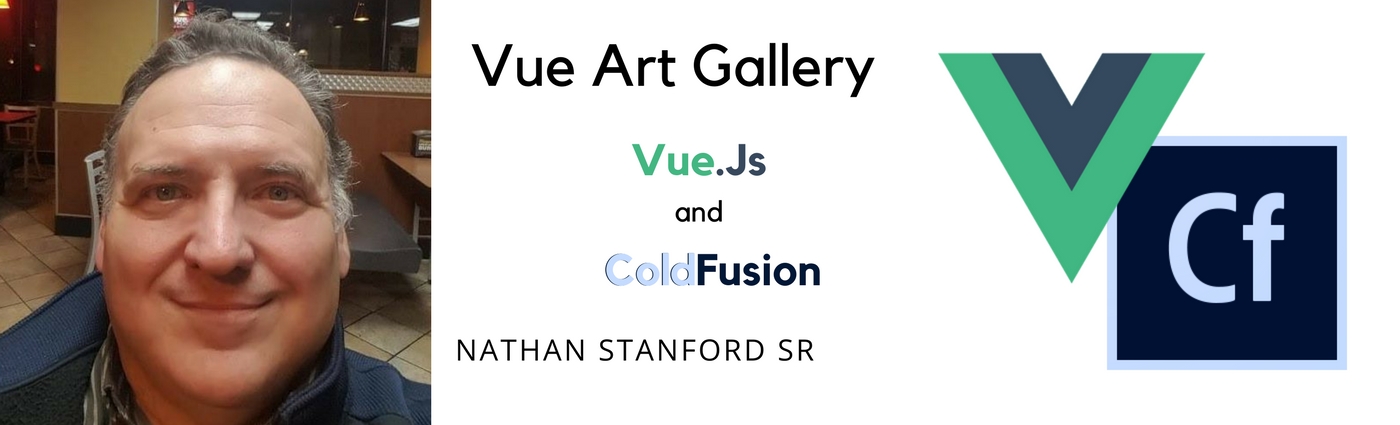 Vue Art Gallery
Vue.Js
and
ColdFusion
NATHAN STANFORD SR
Cf